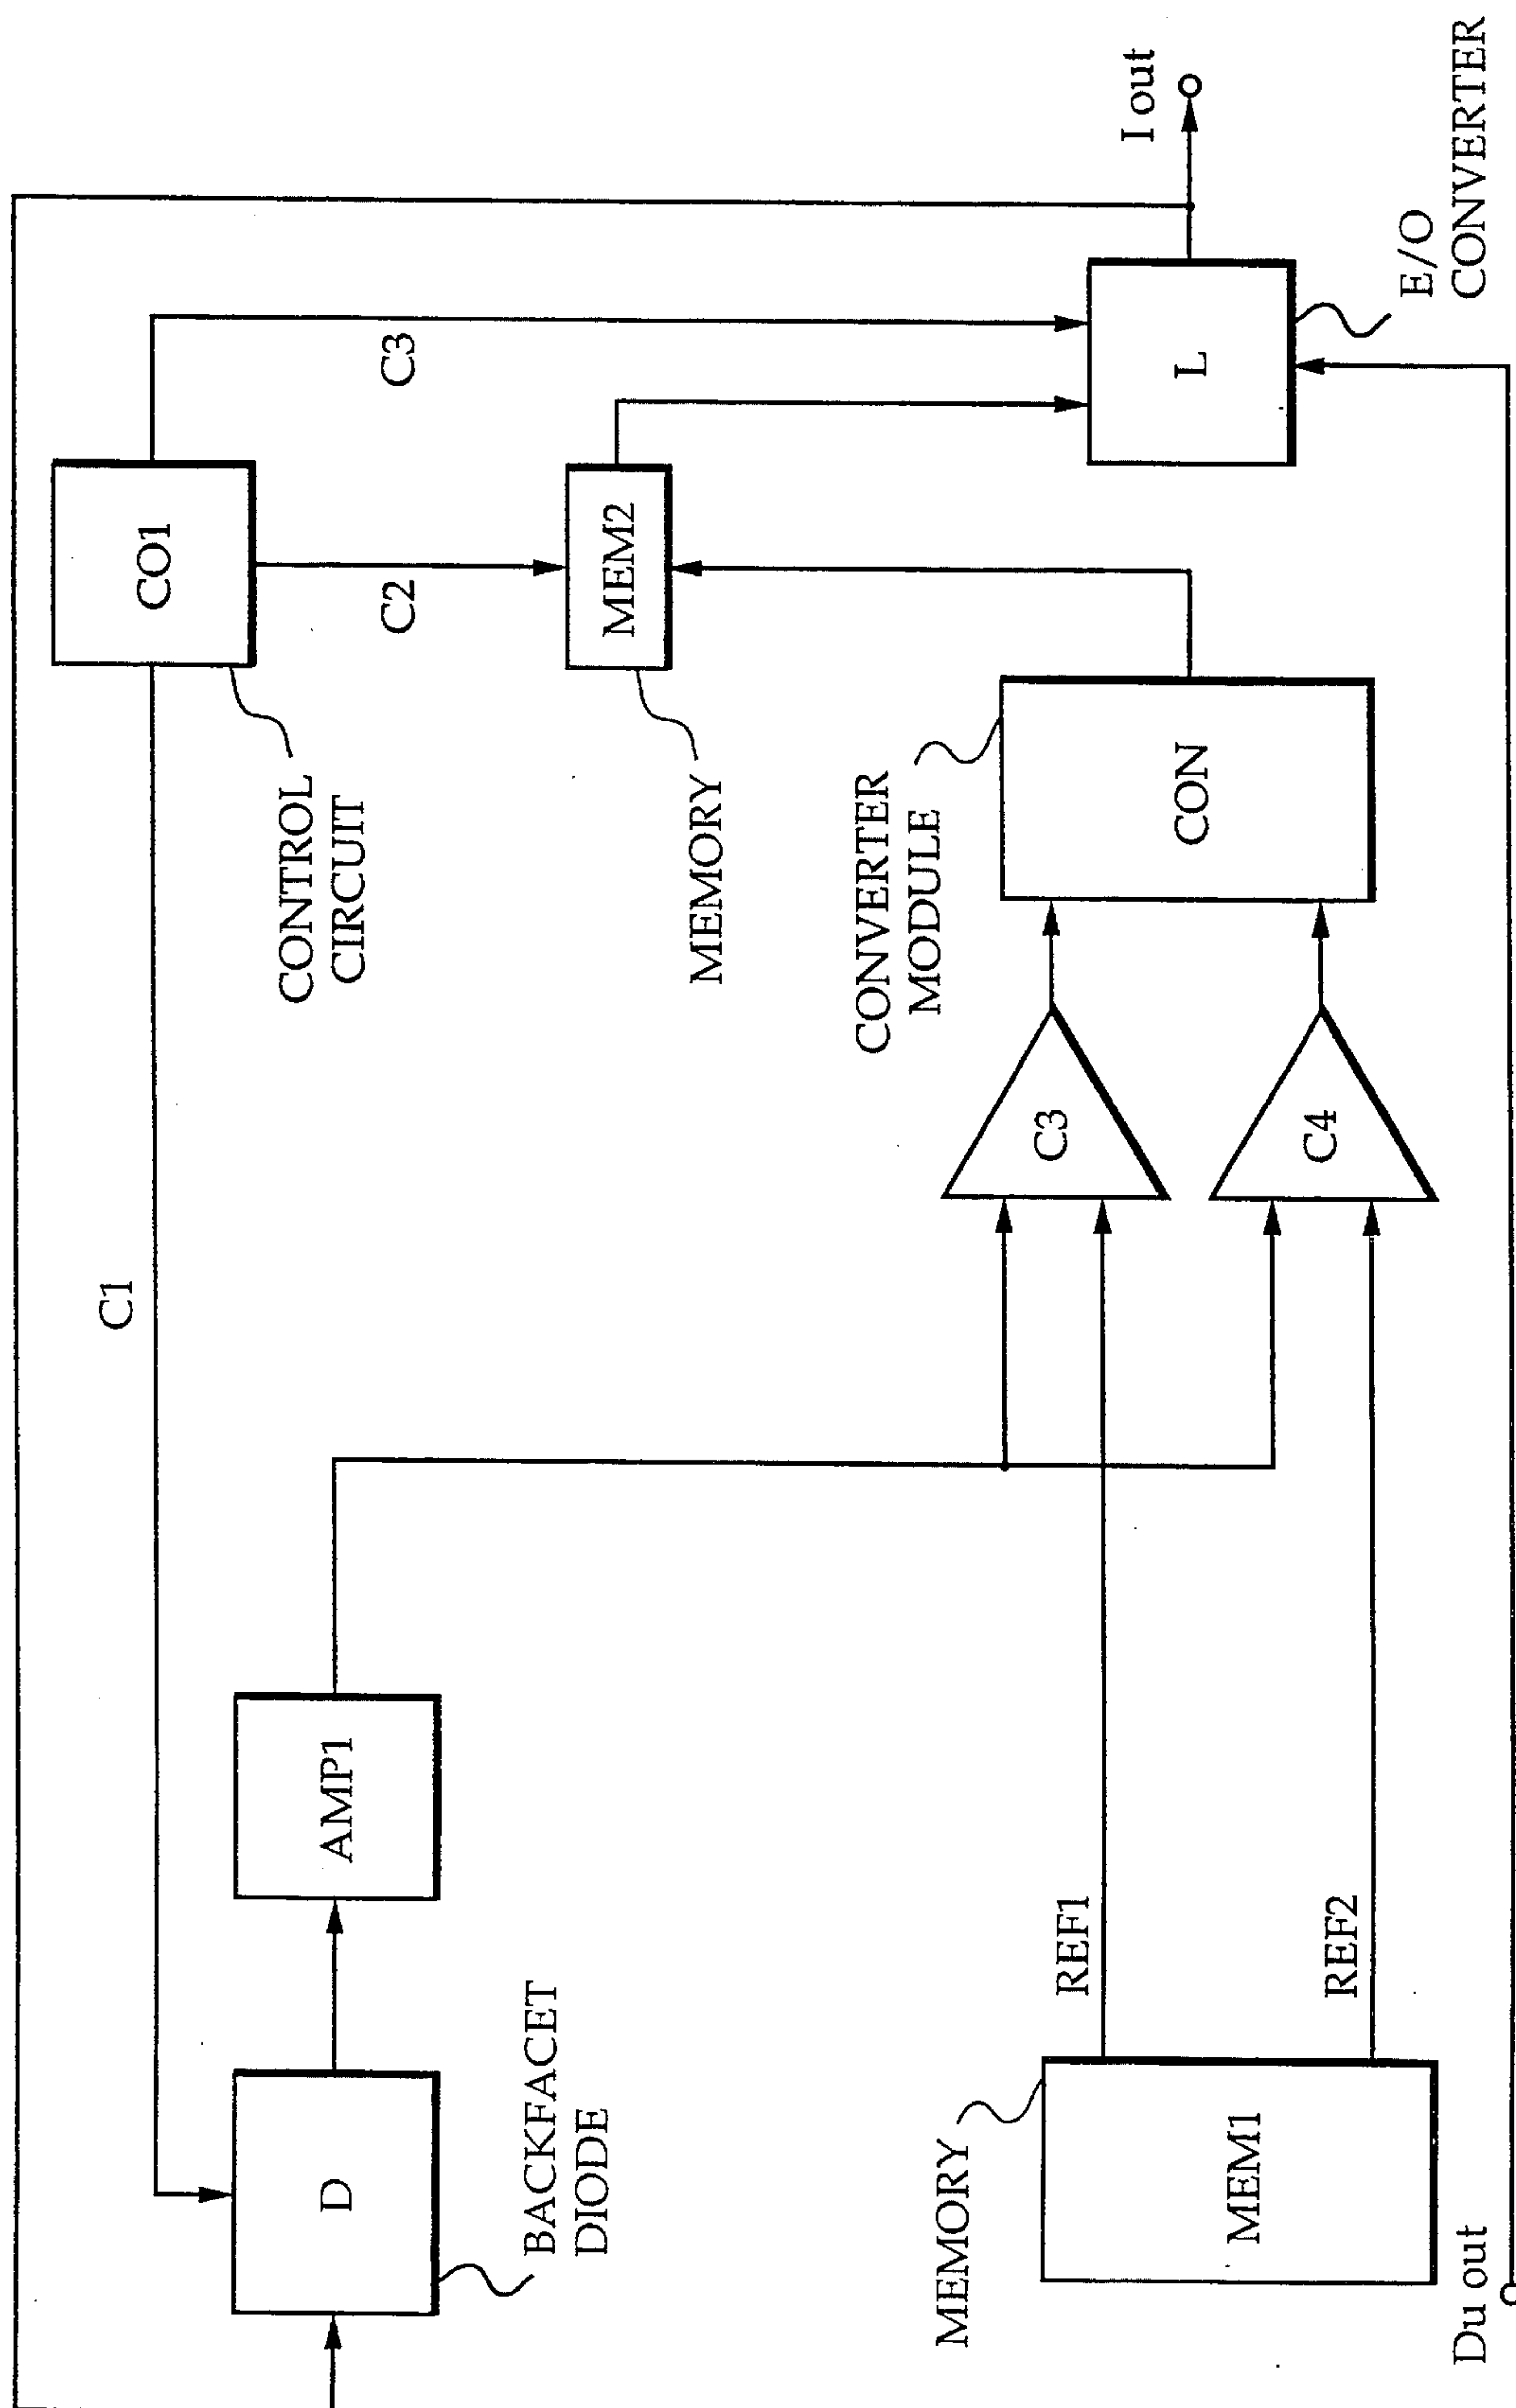 C1
CO1
CONTROL
CIRCUIT
C3
C2
D
BACKFACET
DIODE
AMP1
MEM2
MEMORY
CONVERTER
MODULE
I out
MEMORY
MEM1
REF1
REF2
C3
C4
CON
L
E/O
CONVERTER
Du out